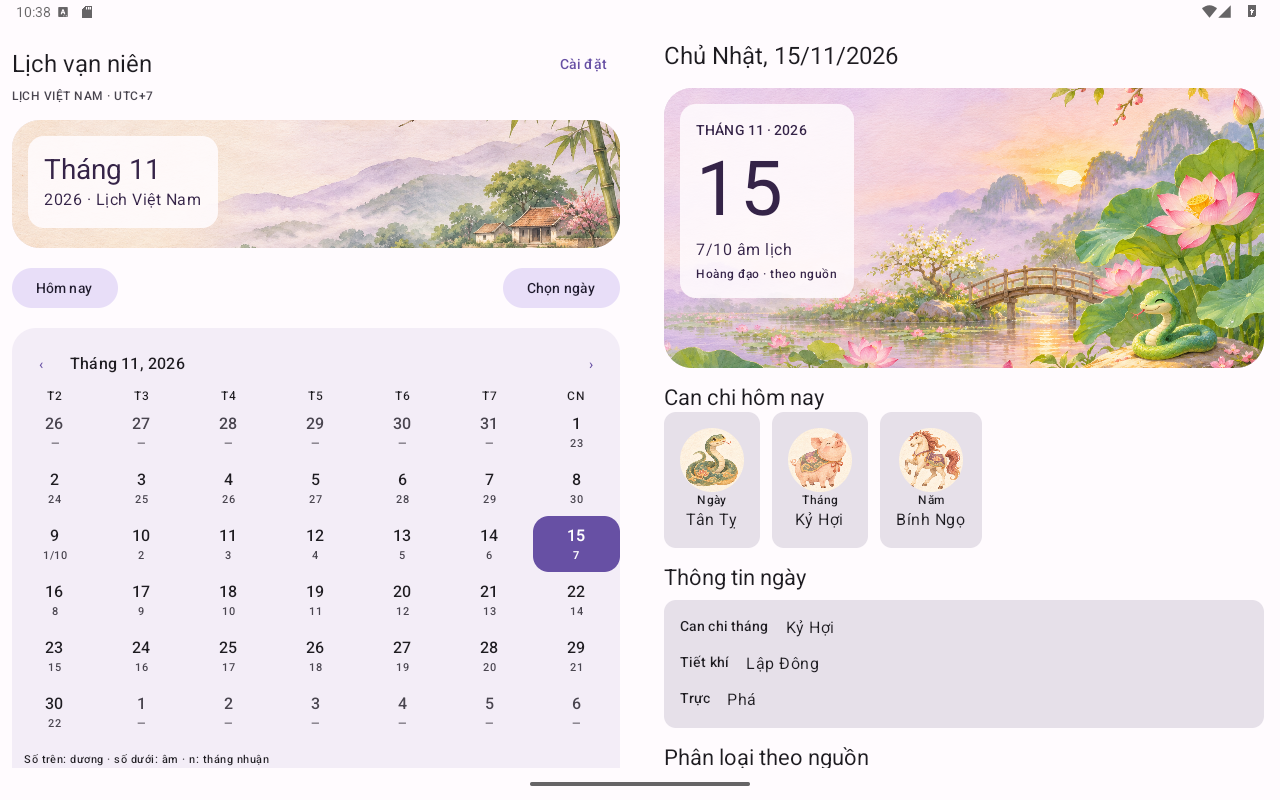 10:38
Lịch vạn niên
Cài đặt
LỊCH VIỆT NAM · UTC+7
Tháng 11
2026 · Lịch Việt Nam
Hôm nay
Chọn ngày
‹ Tháng 11, 2026 ›
T2 T3 T4 T5 T6 T7 CN
26 27 28 29 30 31 1
– – – – – – 23
2 3 4 5 6 7 8
24 25 26 27 28 29 30
9 10 11 12 13 14 15
1/10 2 3 4 5 6 7
16 17 18 19 20 21 22
8 9 10 11 12 13 14
23 24 25 26 27 28 29
15 16 17 18 19 20 21
30 1 2 3 4 5 6
22 – – – – – –
Số trên: dương · số dưới: âm · n: tháng nhuận
Chủ Nhật, 15/11/2026
THÁNG 11 · 2026
15
7/10 âm lịch
Hoàng đạo · theo nguồn
Can chi hôm nay
Ngày
Tân Tỵ
Tháng
Kỷ Hợi
Năm
Bính Ngọ
Thông tin ngày
Can chi tháng Kỷ Hợi
Tiết khí Lập Đông
Trực Phá
Phân loại theo nguồn